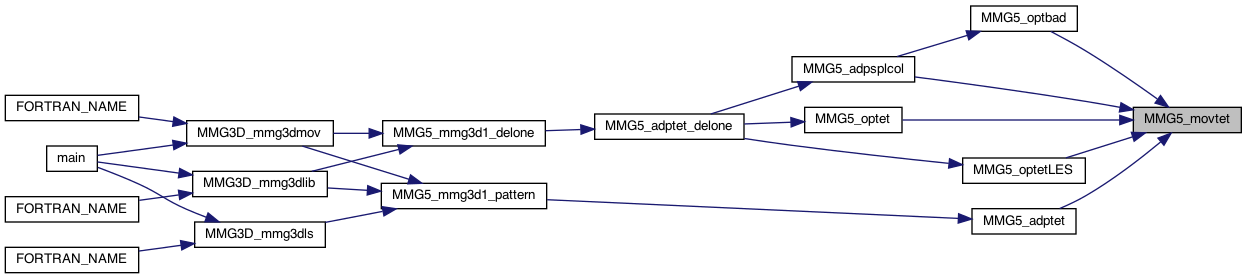 MMG5_optbad
MMG5_adpsplcol
FORTRAN_NAME
MMG3D_mmg3dmov
MMG5_mmg3d1_delone
MMG5_adptet_delone
MMG5_optet
MMG5_movtet
main
MMG3D_mmg3dlib
MMG5_mmg3d1_pattern
MMG5_optetLES
FORTRAN_NAME
MMG3D_mmg3dls
MMG5_adptet
FORTRAN_NAME